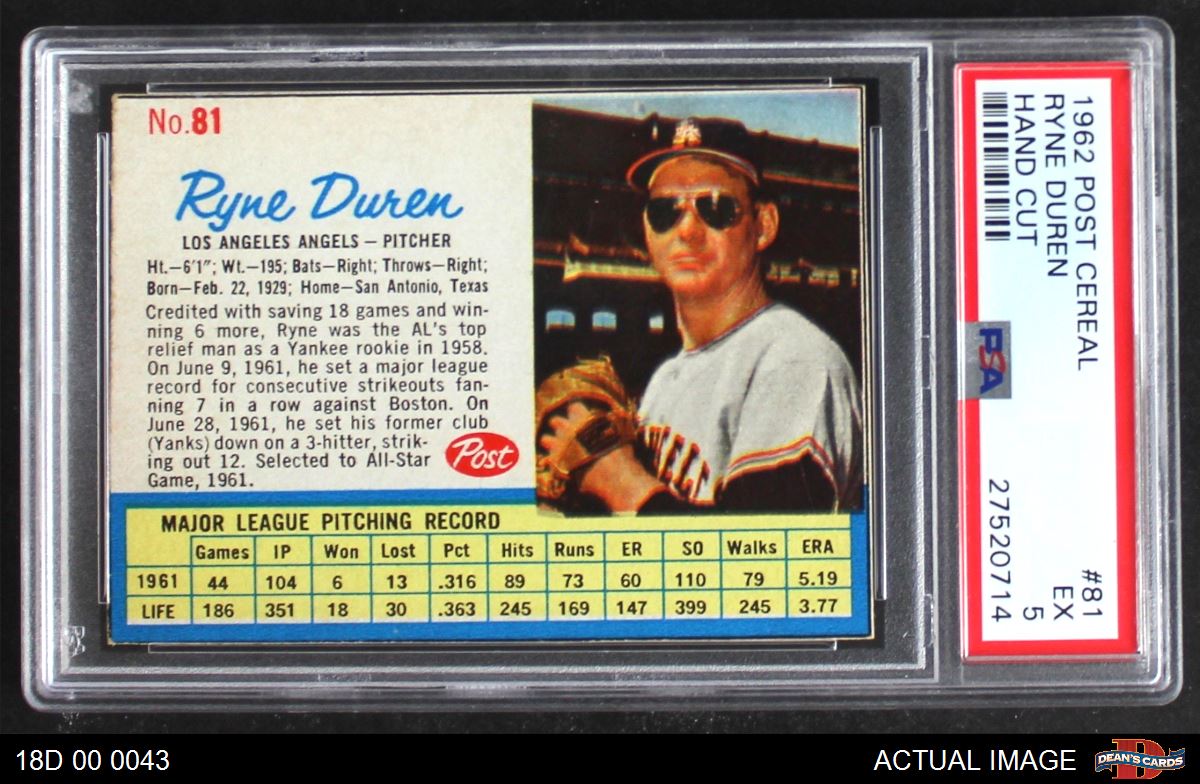 No.81
Ryne Duren
LOS ANGELES ANGELS – PITCHER
Ht.–6'1"; Wt.–195; Bats–Right; Throws–Right;
Born–Feb. 22, 1929; Home–San Antonio, Texas
Credited with saving 18 games and win-
ning 6 more, Ryne was the AL's top
relief man as a Yankee rookie in 1958.
On June 9, 1961, he set a major league
record for consecutive strikeouts fan-
ning 7 in a row against Boston. On
June 28, 1961, he set his former club
(Yanks) down on a 3-hitter, strik-
ing out 12. Selected to All-Star
Game, 1961.
Post
MAJOR LEAGUE PITCHING RECORD
Games IP Won Lost Pct Hits Runs ER SO Walks ERA
1961 44 104 6 13 .316 89 73 60 110 79 5.19
LIFE 186 351 18 30 .363 245 169 147 399 245 3.77
1962 POST CEREAL
RYNE DUREN
HAND CUT
PSA
#81
EX
5
27520714
18D 00 0043
ACTUAL IMAGE
DEAN'S CARDS